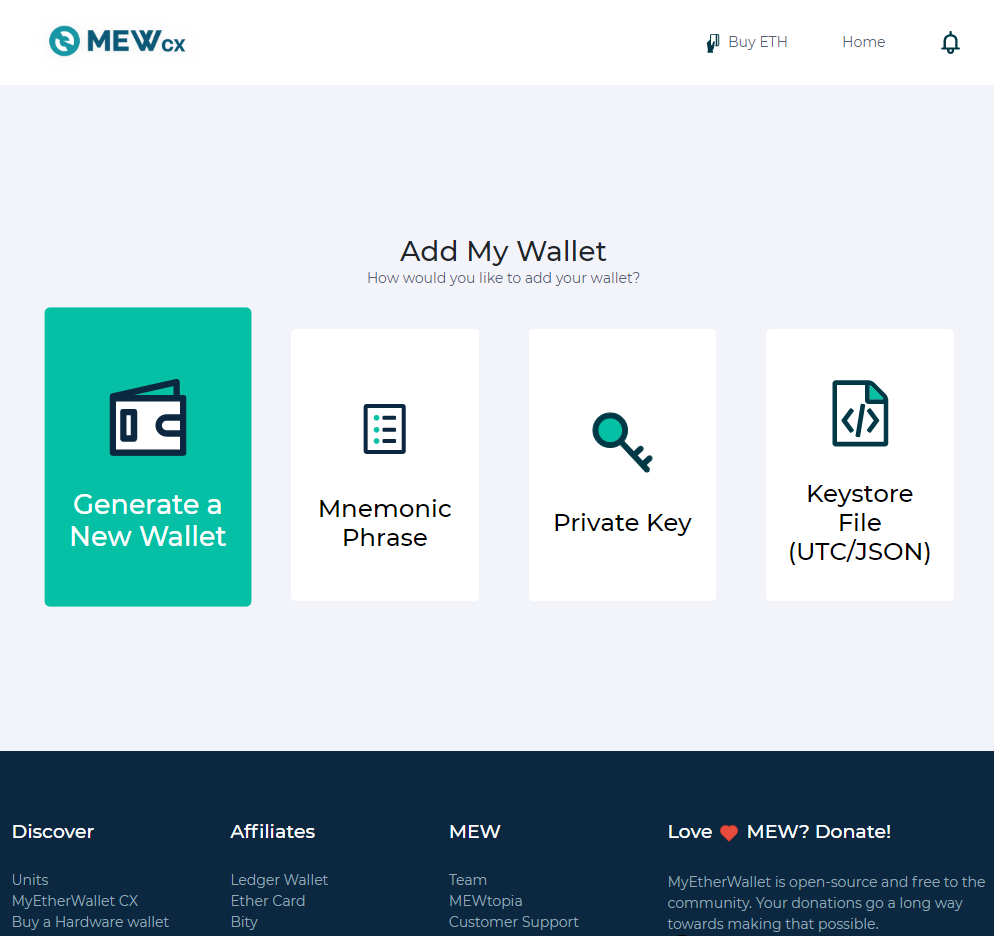 MEWcx
Buy ETH
Home
Add My Wallet
How would you like to add your wallet?
Generate a
New Wallet
Mnemonic
Phrase
Private Key
Keystore
File
(UTC/JSON)
Discover
Units
MyEtherWallet CX
Buy a Hardware wallet
Affiliates
Ledger Wallet
Ether Card
Bity
MEW
Team
MEWtopia
Customer Support
Love ❤ MEW? Donate!
MyEtherWallet is open-source and free to the
community. Your donations go a long way
towards making that possible.